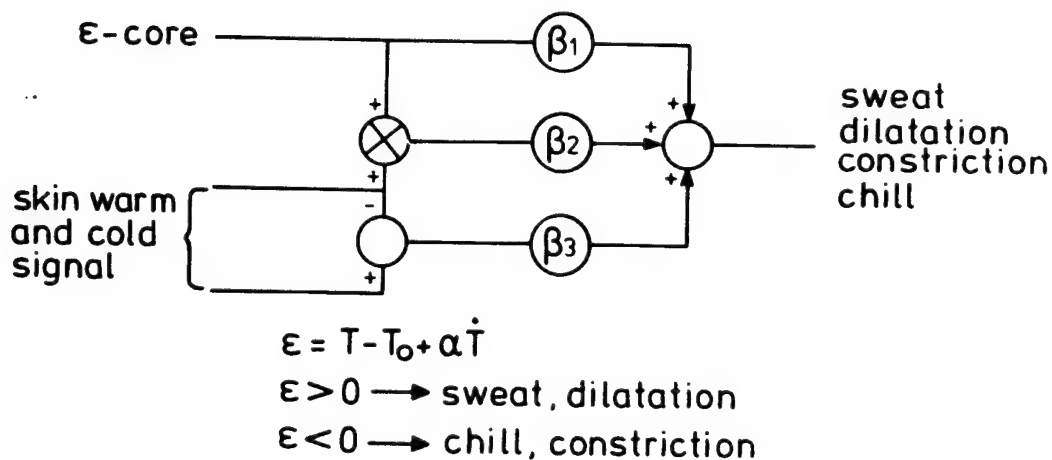 ε-core
β1
+
β2
+
+
+
+
-
+
+
β3
sweat
dilatation
constriction
chill
skin warm
and cold
signal
ε = T-To+αṪ
ε>0 → sweat, dilatation
ε<0 → chill, constriction